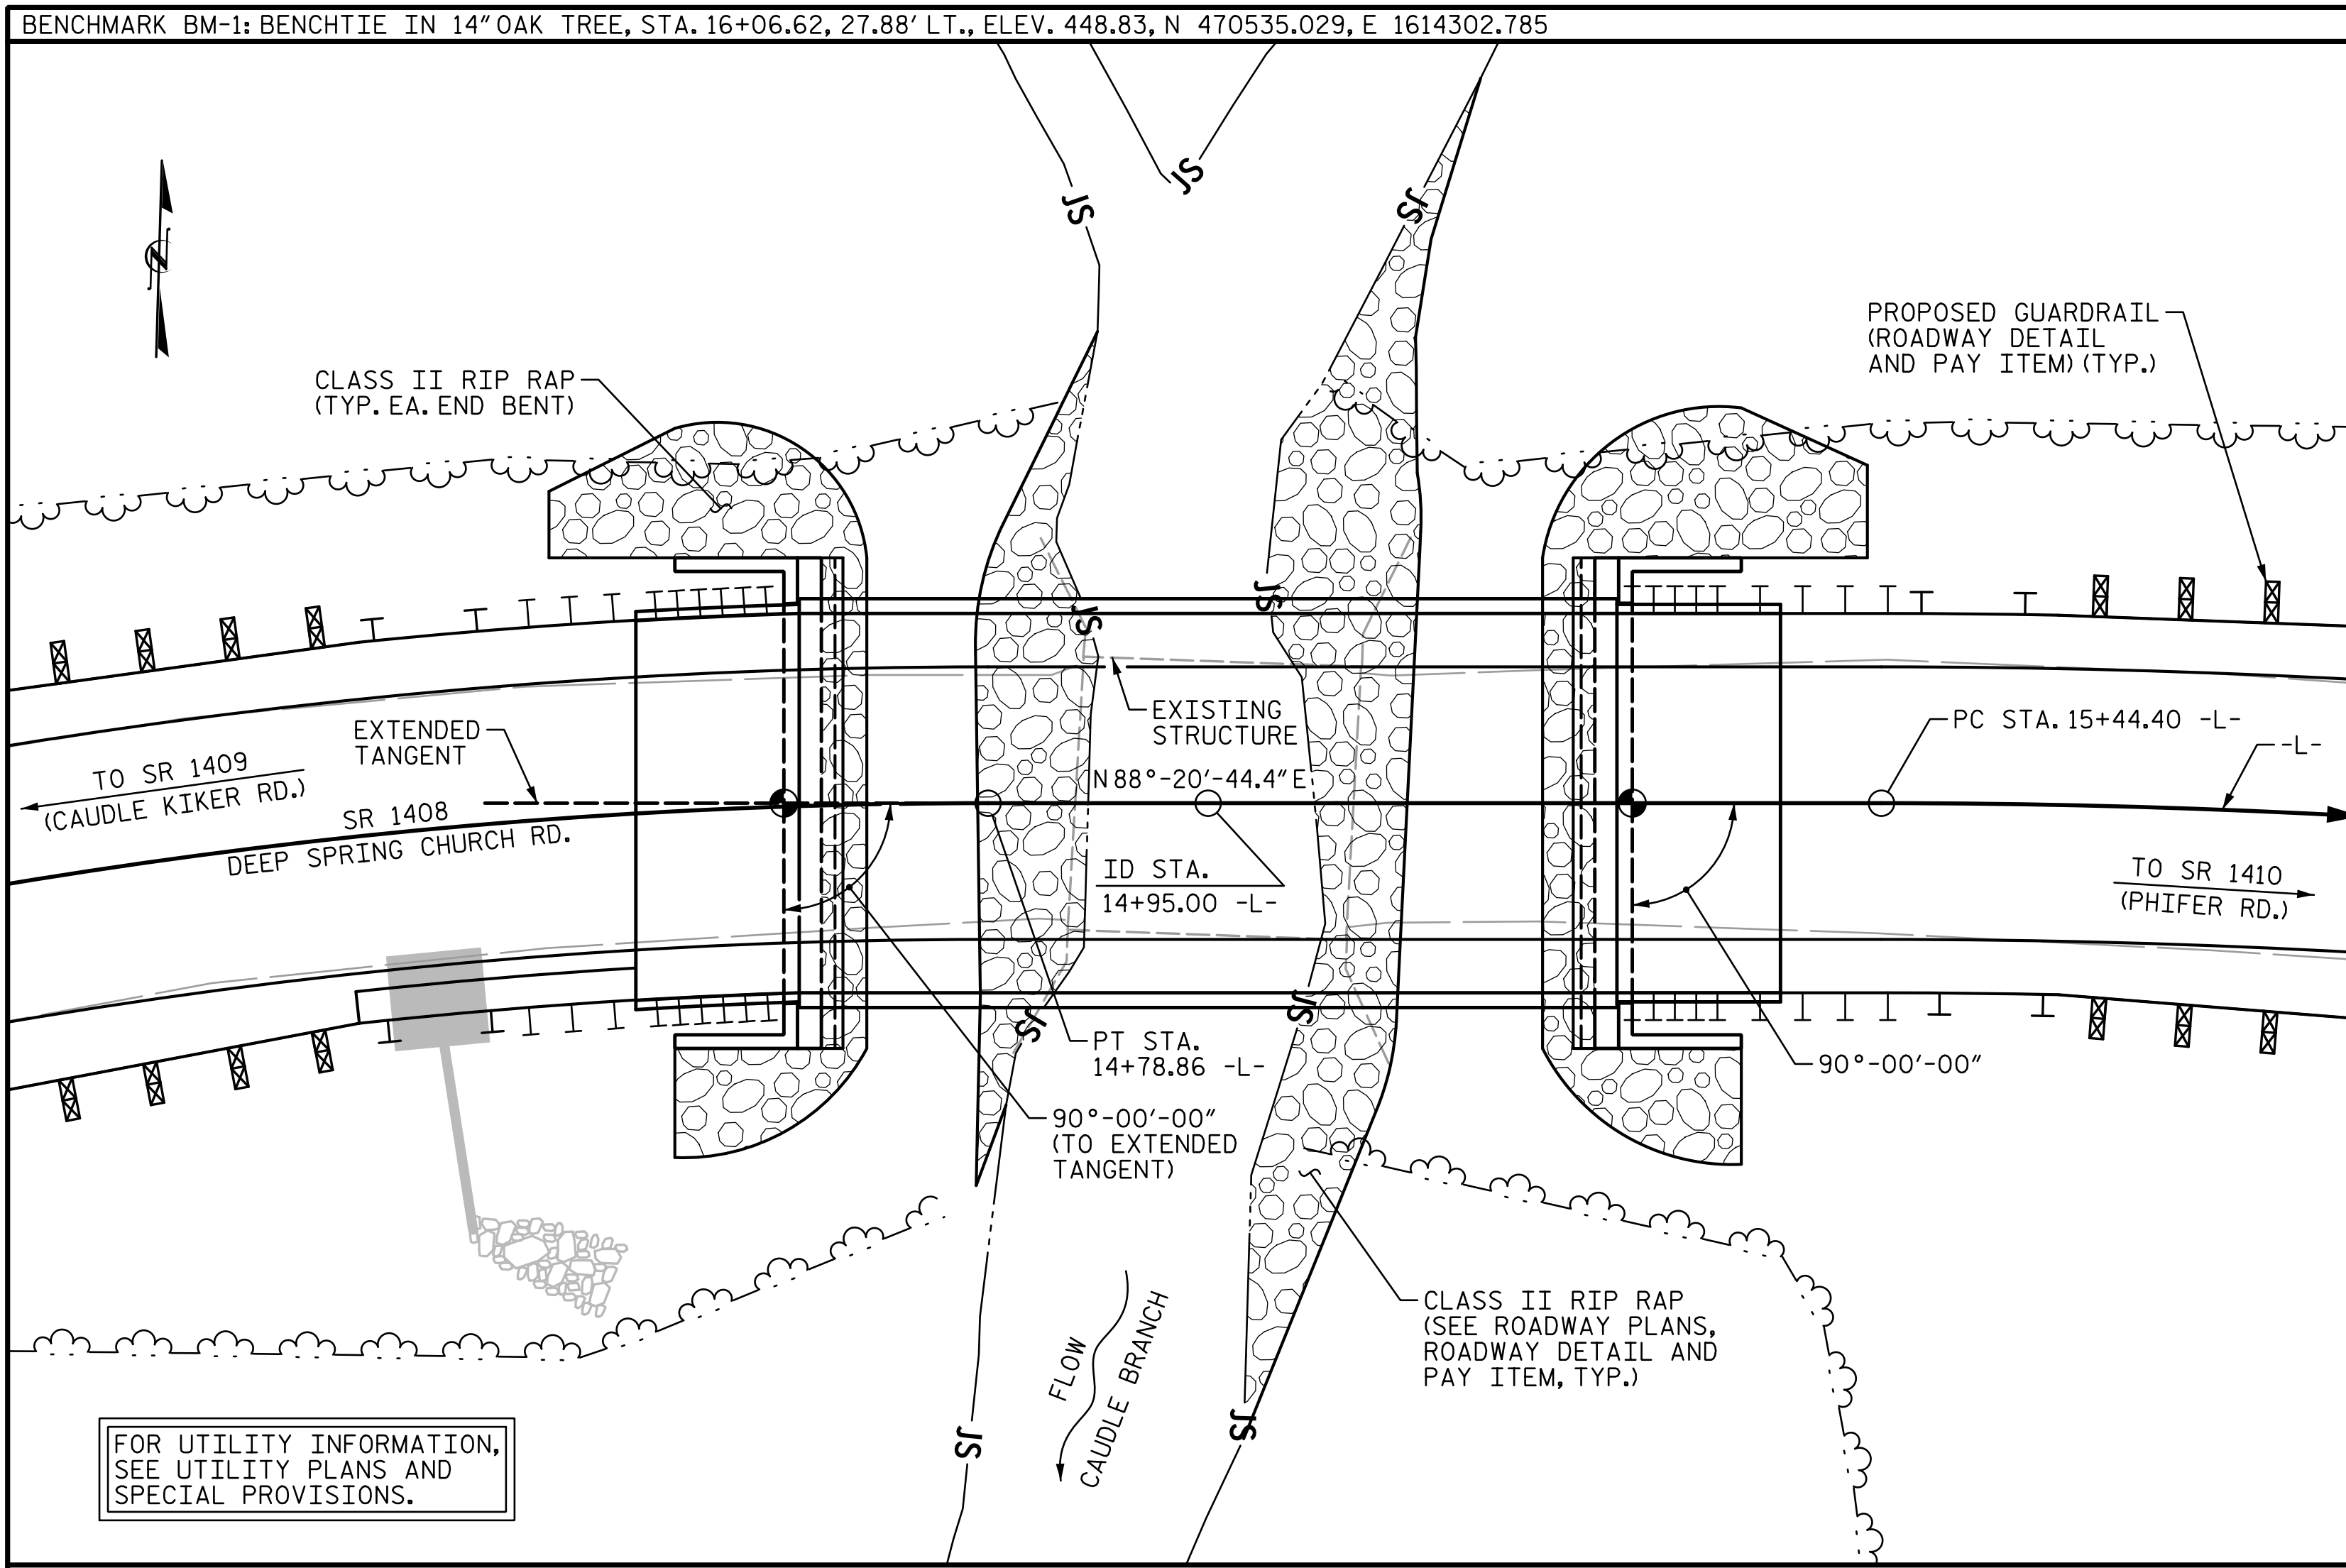 BENCHMARK BM-1: BENCHTIE IN 14" OAK TREE, STA. 16+06.62, 27.88' LT., ELEV. 448.83, N 470535.029, E 1614302.785
JS
JS
JS
N
PROPOSED GUARDRAIL
(ROADWAY DETAIL
AND PAY ITEM) (TYP.)
CLASS II RIP RAP
(TYP. EA. END BENT)
JS
JS
EXISTING
STRUCTURE
EXTENDED
TANGENT
PC STA. 15+44.40 -L-
-L-
TO SR 1409
(CAUDLE KIKER RD.)
N 88°-20'-44.4" E
SR 1408
DEEP SPRING CHURCH RD.
ID STA.
14+95.00 -L-
TO SR 1410
(PHIFER RD.)
JS
JS
PT STA.
14+78.86 -L-
90°-00'-00"
90°-00'-00"
(TO EXTENDED
TANGENT)
CLASS II RIP RAP
(SEE ROADWAY PLANS,
ROADWAY DETAIL AND
PAY ITEM, TYP.)
FLOW
CAUDLE BRANCH
JS
JS
FOR UTILITY INFORMATION,
SEE UTILITY PLANS AND
SPECIAL PROVISIONS.